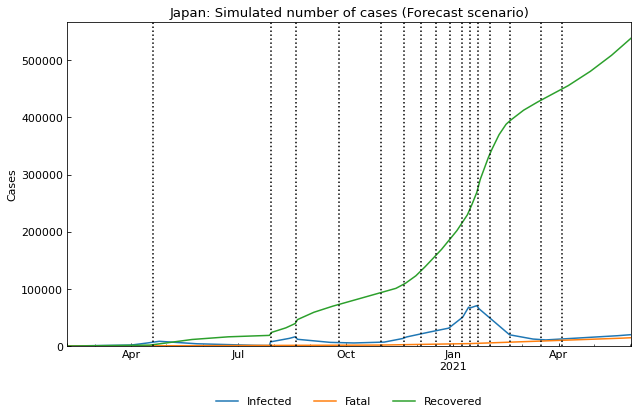 Japan: Simulated number of cases (Forecast scenario)
500000
400000
300000
200000
100000
0
Cases
Apr Jul Oct Jan Apr
2021
Infected Fatal Recovered